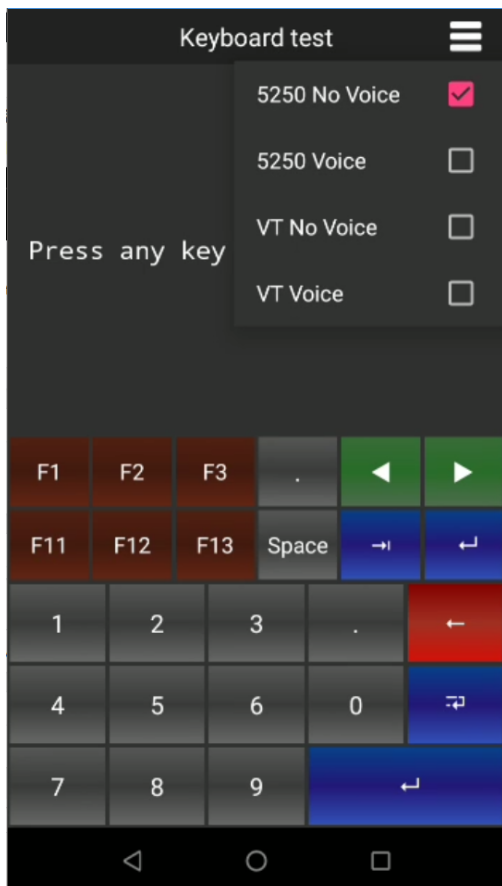 Keyboard test
5250 No Voice
5250 Voice
VT No Voice
Press any key
VT Voice
F1 F2 F3 .
F11 F12 F13 Space
1 2 3 .
4 5 6 0
7 8 9